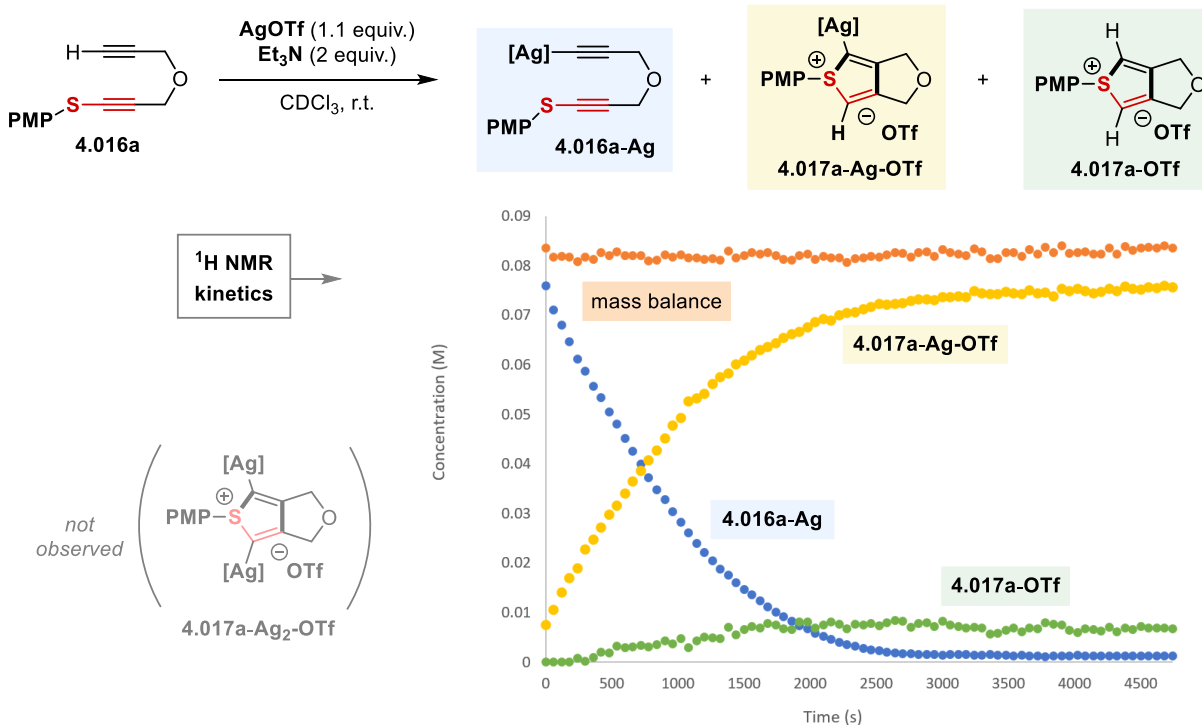 H
O
S
PMP
4.016a
AgOTf (1.1 equiv.)
Et₃N (2 equiv.)
CDCl₃, r.t.
[Ag]
O
S
PMP
4.016a-Ag
+
[Ag]
+
PMP S O
H − OTf
4.017a-Ag-OTf
+
H
+
PMP S O
H − OTf
4.017a-OTf
¹H NMR
kinetics
not
observed
[Ag]
+
PMP S O
[Ag] − OTf
4.017a-Ag₂-OTf
Concentration (M)
0.09
0.08
0.07
0.06
0.05
0.04
0.03
0.02
0.01
0
mass balance
4.017a-Ag-OTf
4.016a-Ag
4.017a-OTf
0 500 1000 1500 2000 2500 3000 3500 4000 4500
Time (s)